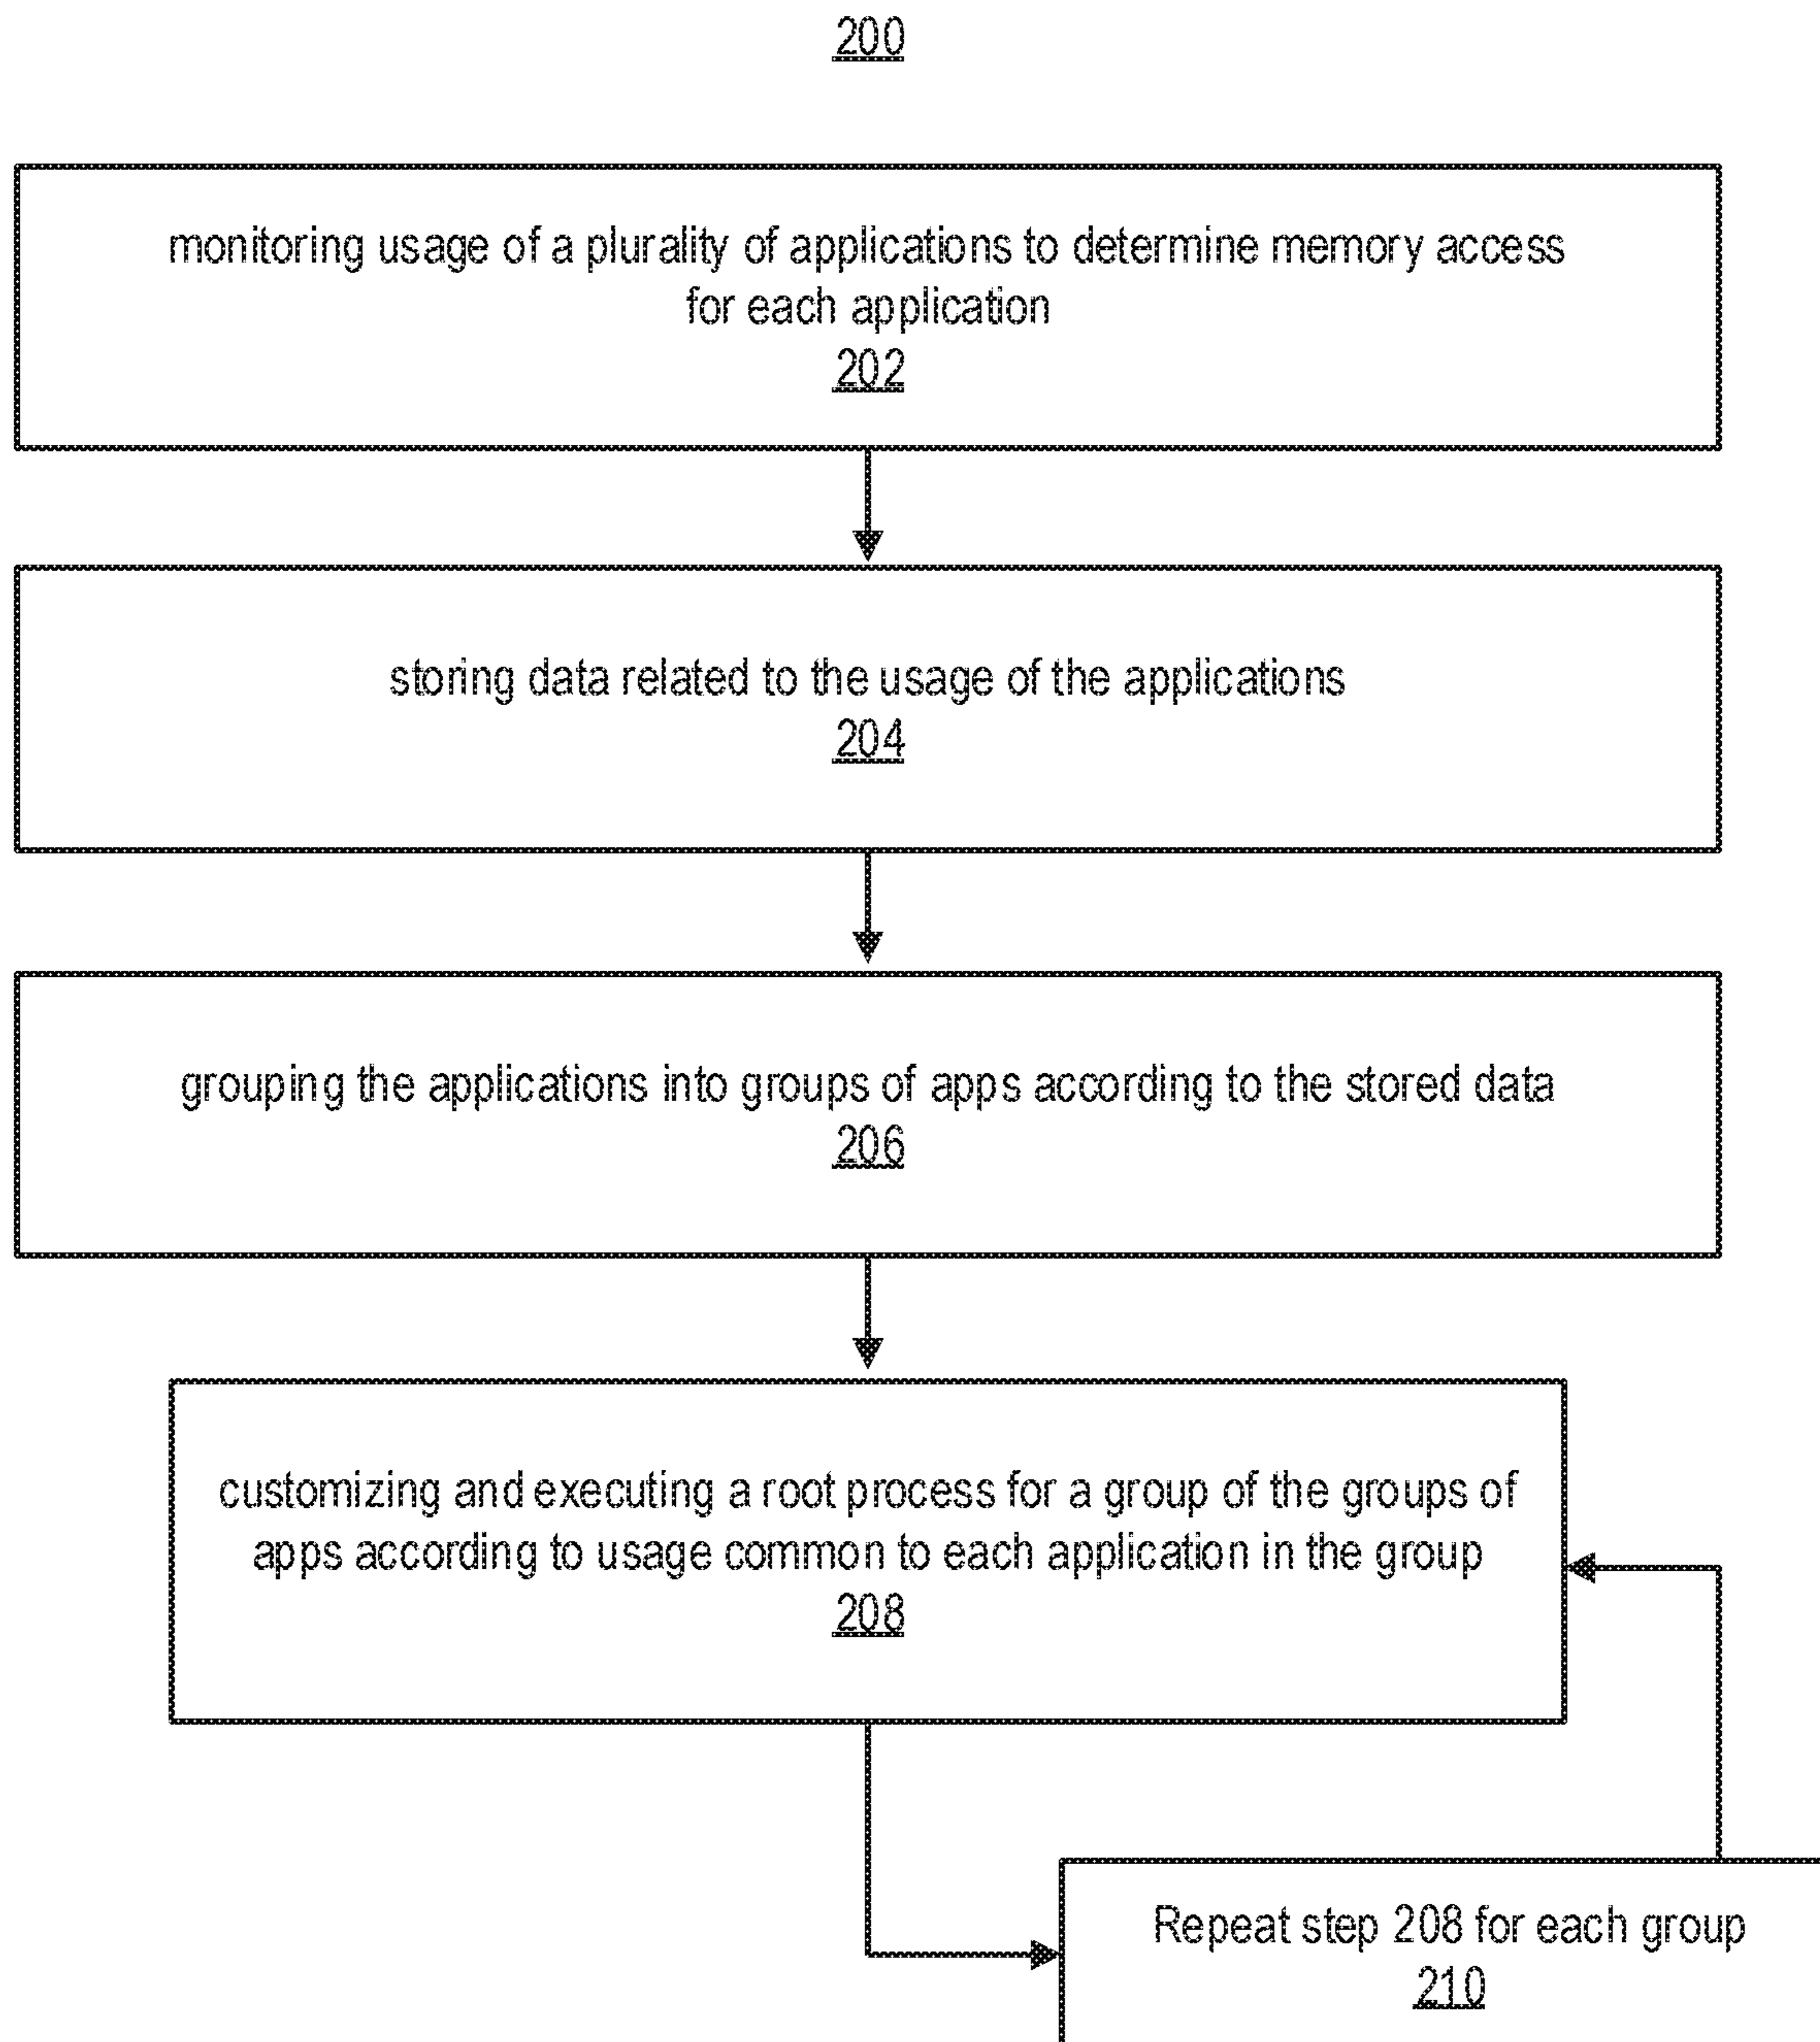 200
monitoring usage of a plurality of applications to determine memory access
for each application
202
storing data related to the usage of the applications
204
grouping the applications into groups of apps according to the stored data
206
customizing and executing a root process for a group of the groups of
apps according to usage common to each application in the group
208
Repeat step 208 for each group
210